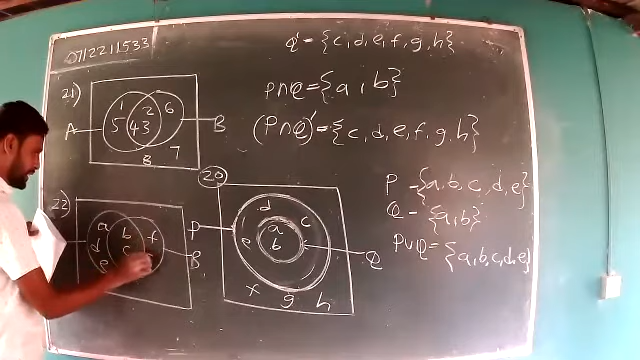 0712211533
Q' = {c, d, e, f, g, h}
21)
P∩Q = {a, b}
A
1 2 6
5 4 3
B
8 7
(P∩Q)' = {c, d, e, f, g, h}
20
22)
a b f
d c
e
B
P
d c
a
e b
Q
f g h
P - {a, b, c, d, e}
Q - {a, b}
P∪Q = {a, b, c, d, e}